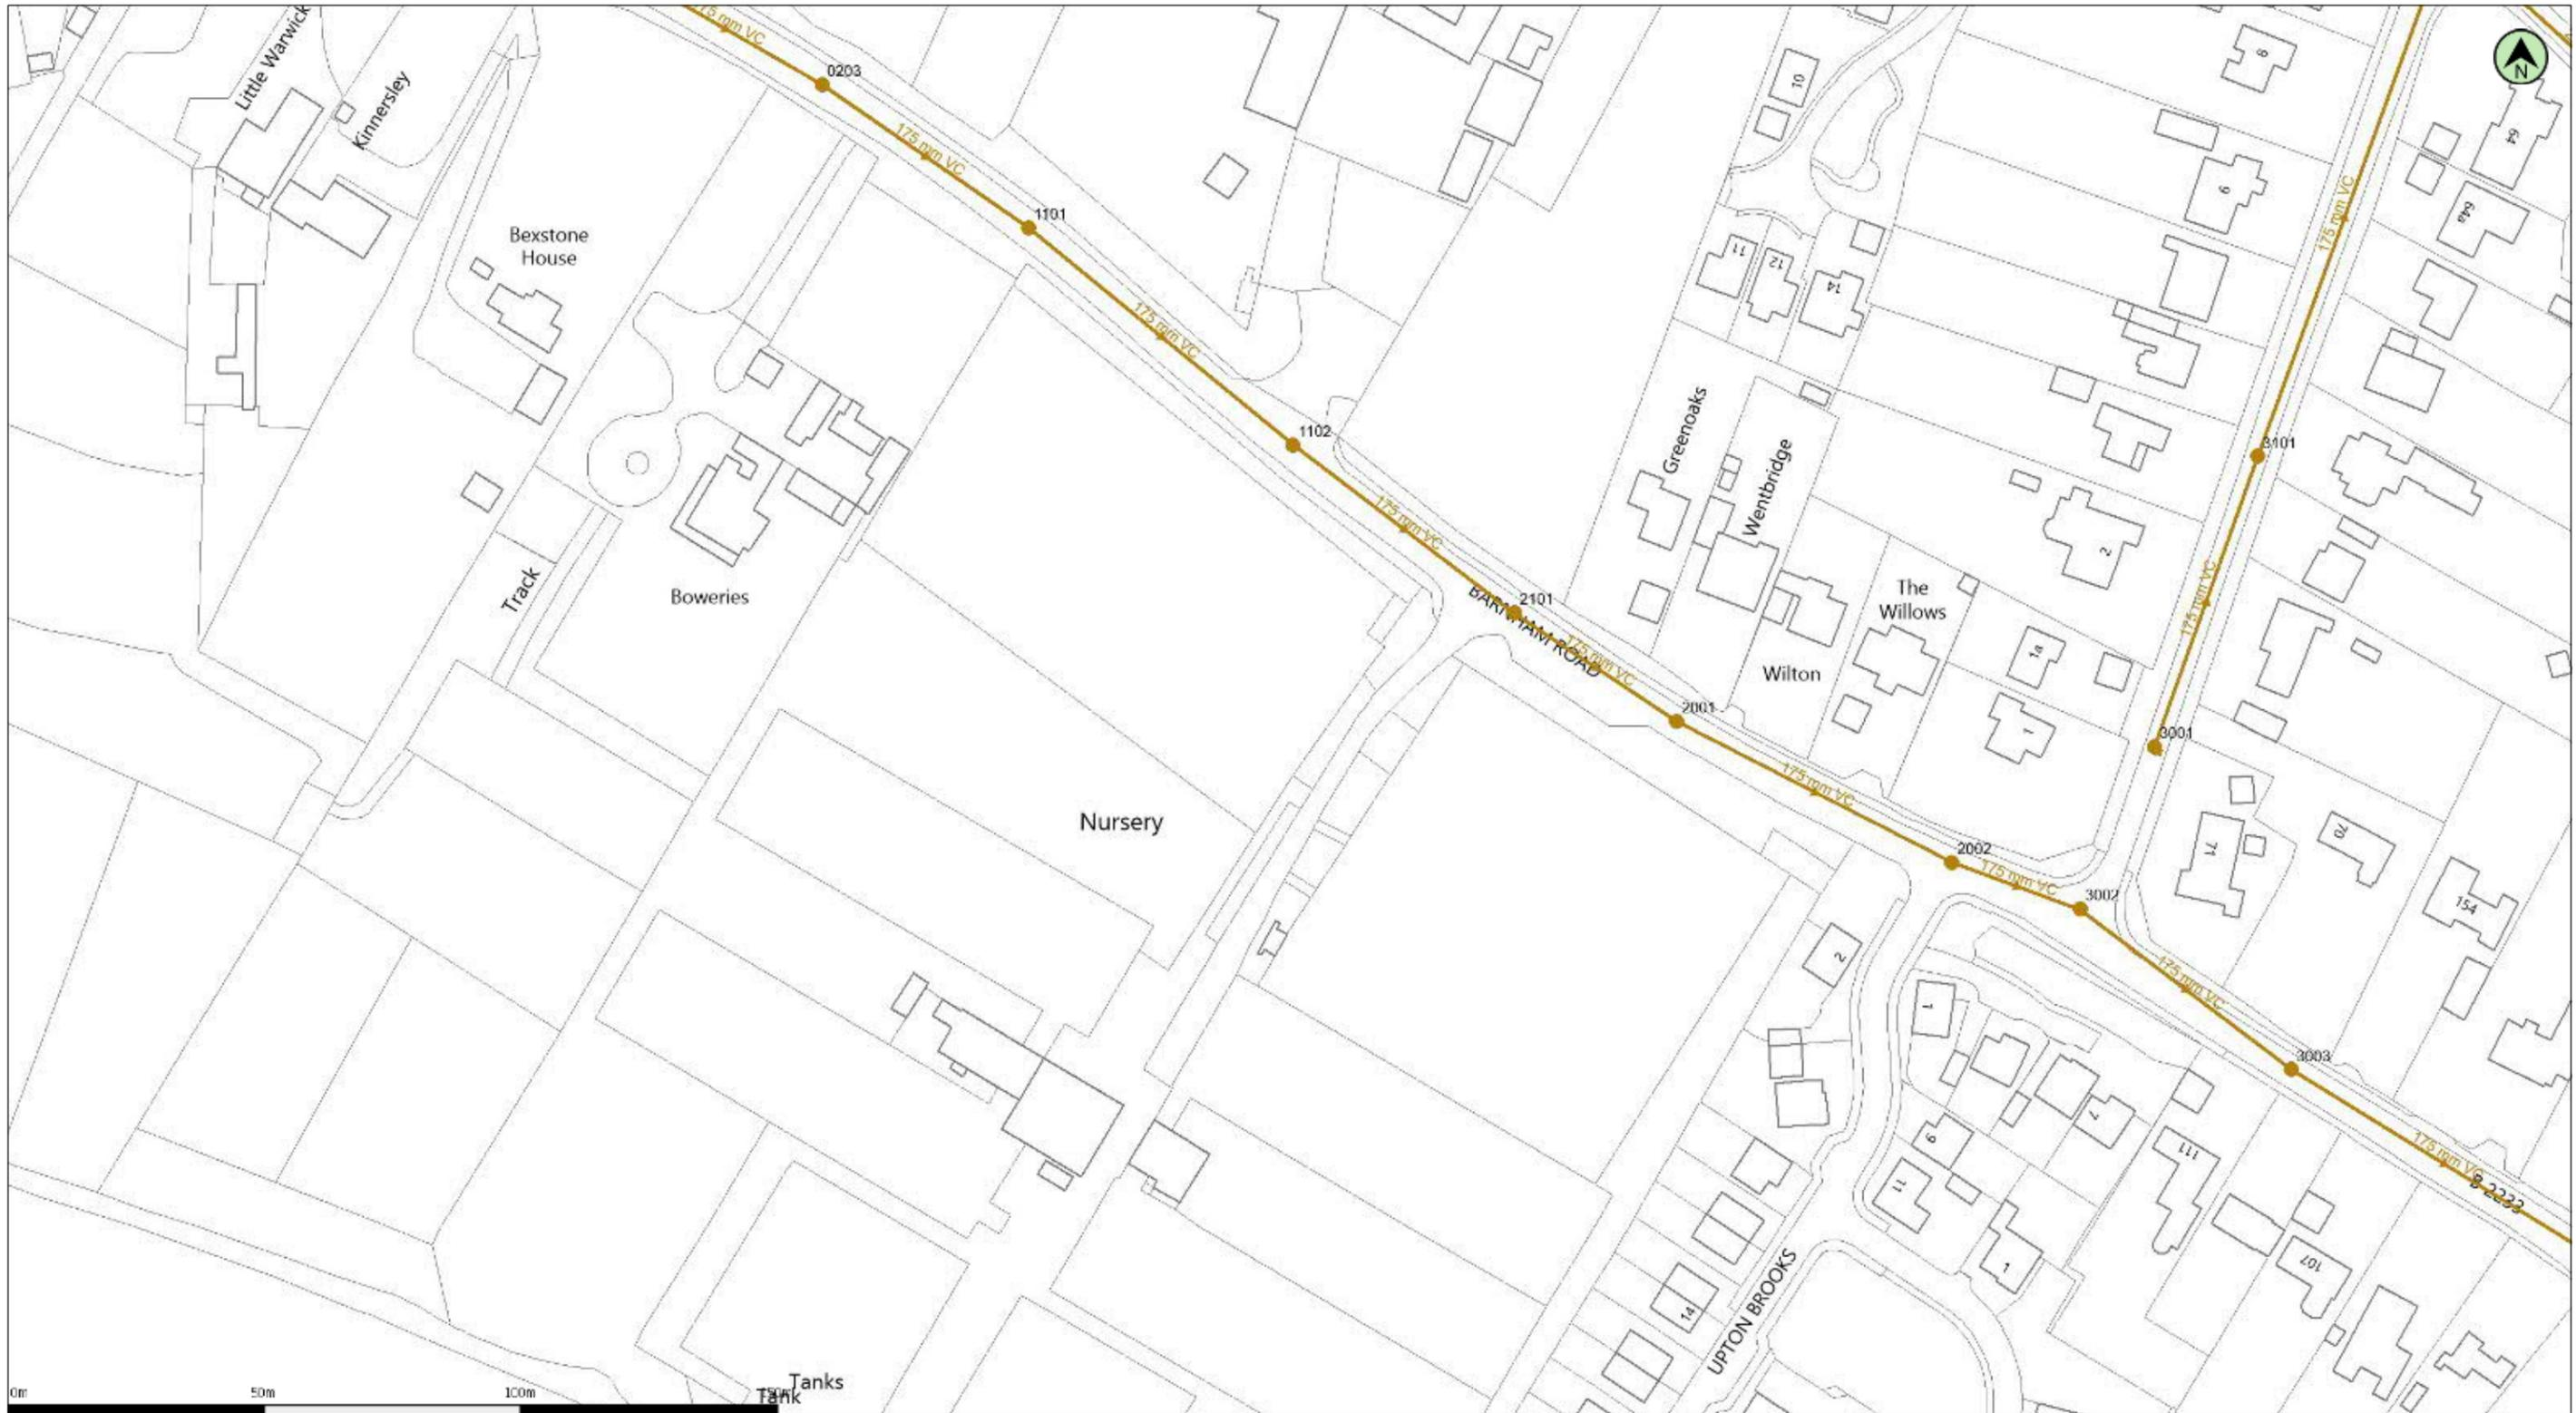 175 mm VC
0203
175 mm VC
1101
175 mm VC
1102
175 mm VC
2101
BARNHAM ROAD
175 mm VC
2001
175 mm VC
2002
175 mm VC
3002
175 mm VC
3003
175 mm VC
B 2233
175 mm VC
3101
175 mm VC
3001
N
Little Warwick
Kinnersley
Bexstone
House
Boweries
Track
Nursery
Tanks
Tank
Greenoaks
Wentbridge
Wilton
The
Willows
UPTON BROOKS
10
11
12
14
8
6
2
1a
1
64
64a
71
70
154
2
1
7
9
11
1
14
111
107
0m
50m
100m